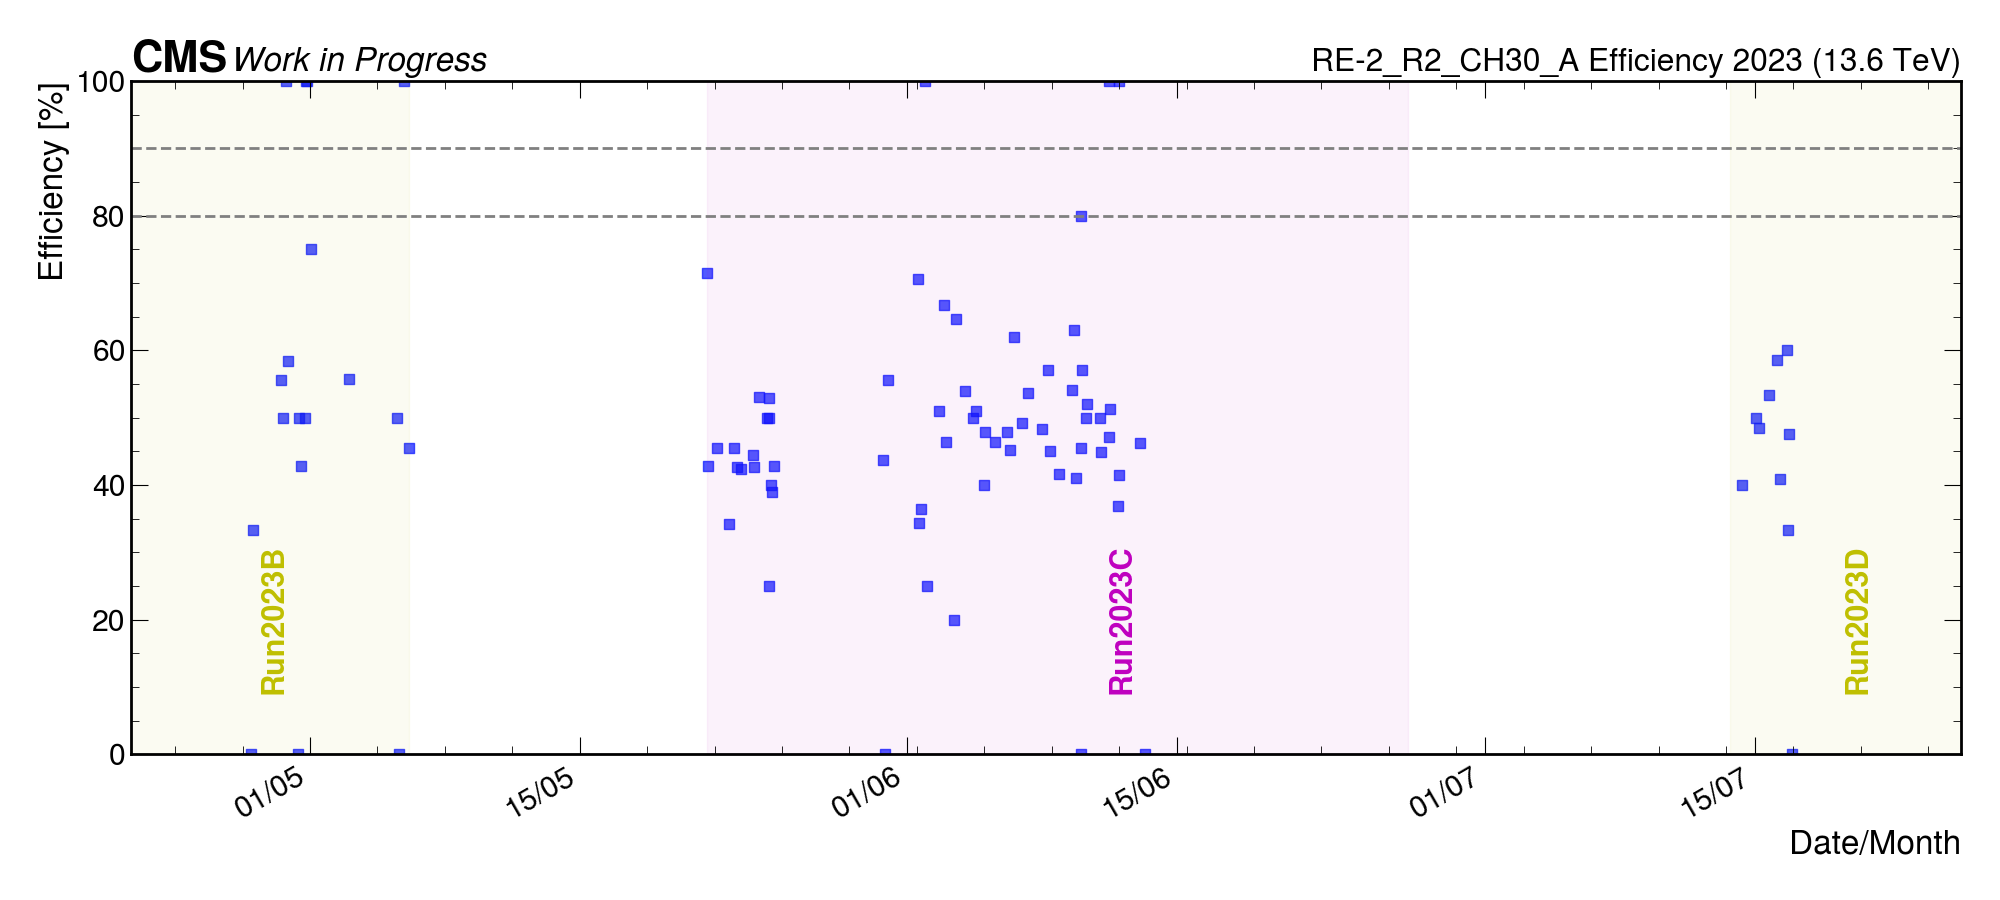 CMS Work in Progress
RE-2_R2_CH30_A Efficiency 2023 (13.6 TeV)
Efficiency [%]
100
80
60
40
20
0
Run2023B
Run2023C
Run2023D
01/05
15/05
01/06
15/06
01/07
15/07
Date/Month